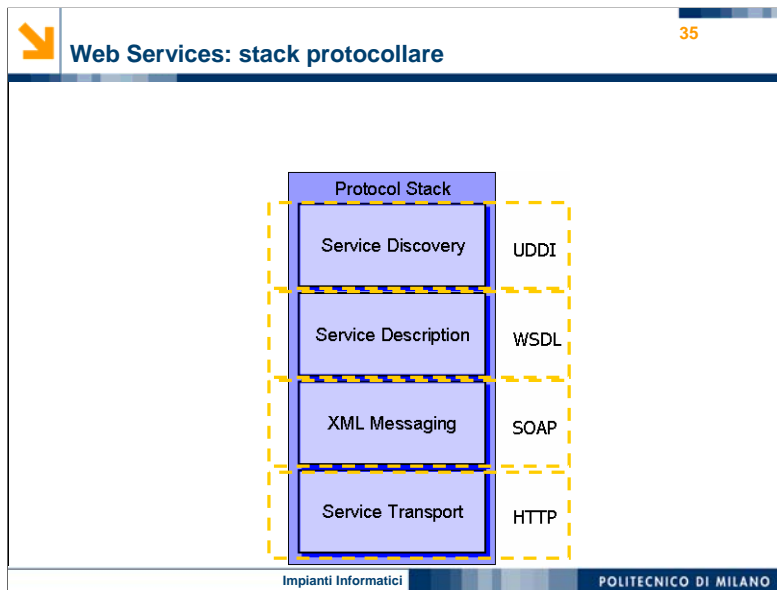 35
Web Services: stack protocollare
Protocol Stack
Service Discovery
UDDI
Service Description
WSDL
XML Messaging
SOAP
Service Transport
HTTP
Impianti Informatici
POLITECNICO DI MILANO